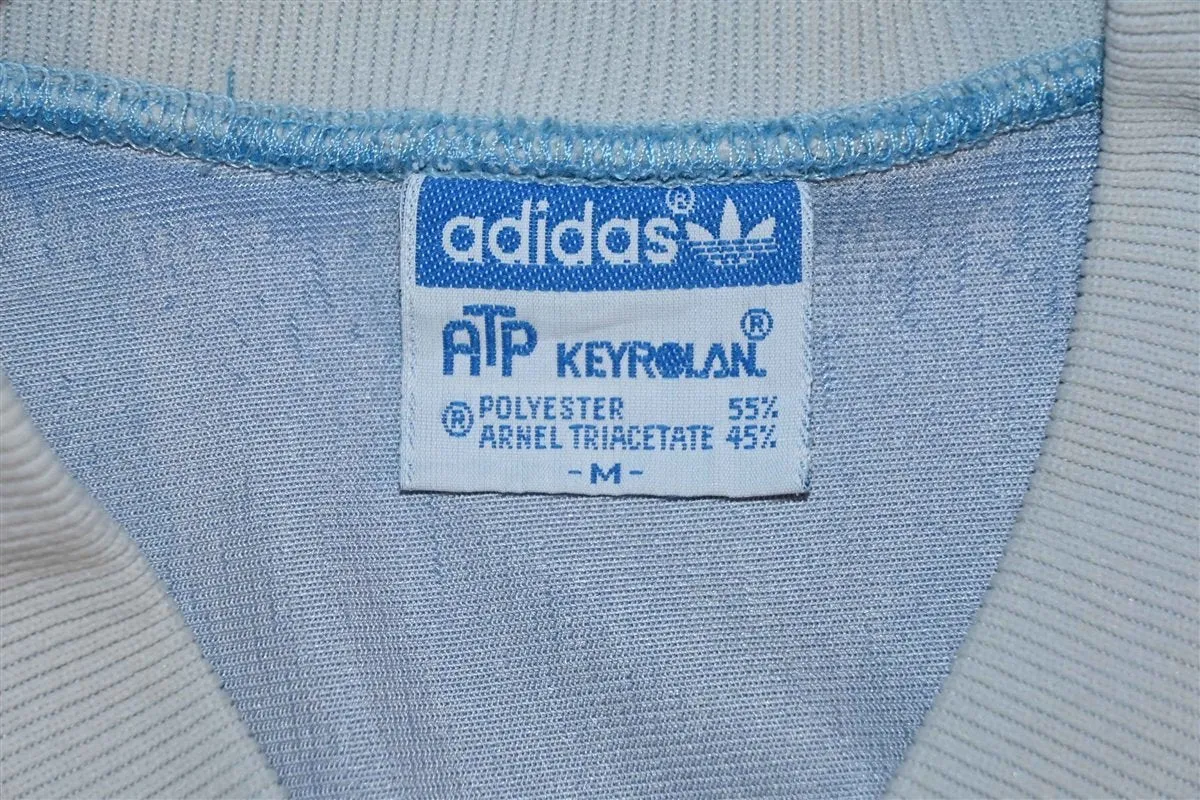 adidas®
ATP KEYROLAN®
® POLYESTER 55%
ARNEL TRIACETATE 45%
-M-